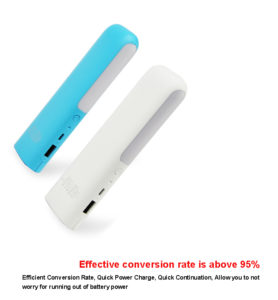 Effective conversion rate is above 95%
Efficient Conversion Rate, Quick Power Charge, Quick Continuation, Allow you to not
worry for running out of battery power